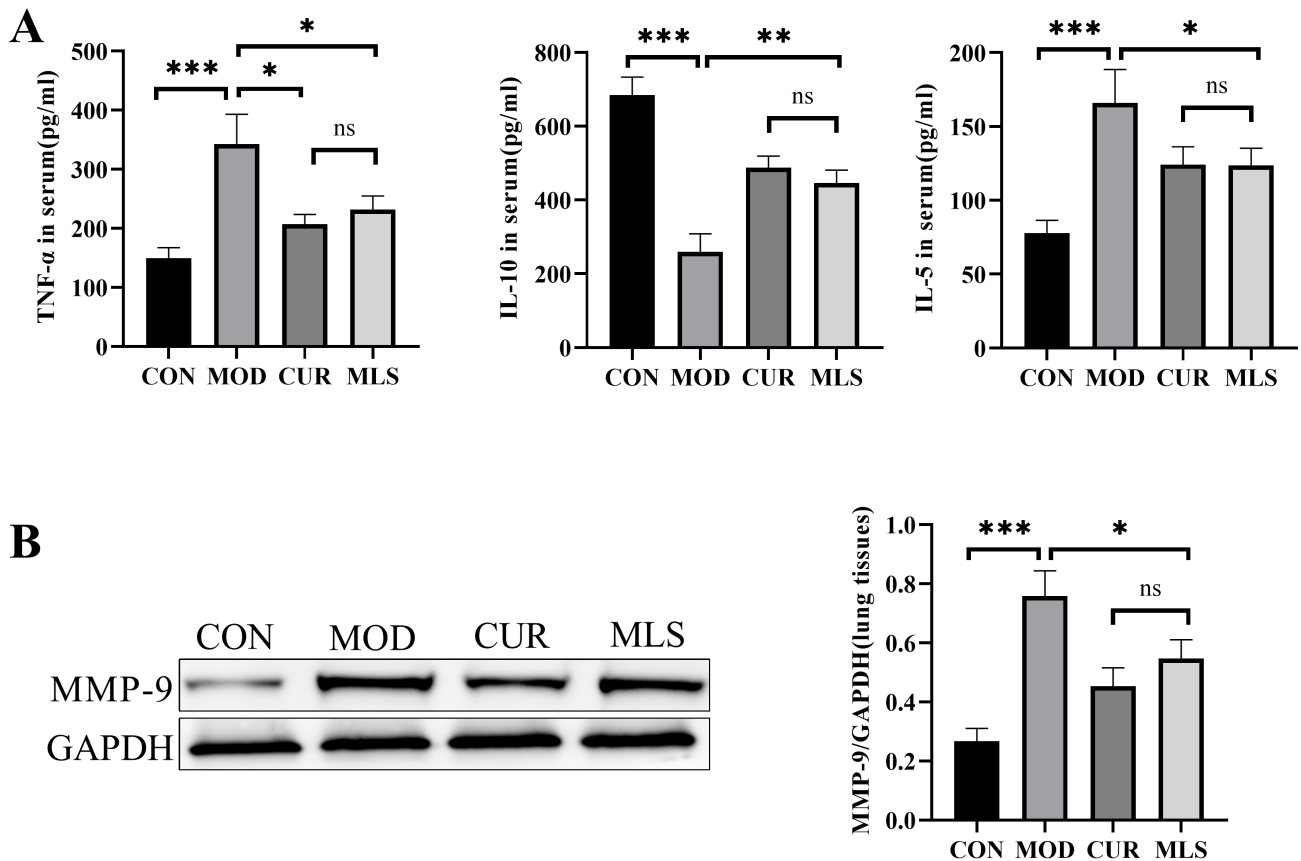 A
TNF-α in serum(pg/ml)
500
400
300
200
100
0
***
*
*
ns
CON MOD CUR MLS
IL-10 in serum(pg/ml)
800
600
400
200
0
***
**
ns
CON MOD CUR MLS
IL-5 in serum(pg/ml)
200
150
100
50
0
***
*
ns
CON MOD CUR MLS
B
CON MOD CUR MLS
MMP-9
GAPDH
MMP-9/GAPDH(lung tissues)
1.0
0.8
0.6
0.4
0.2
0.0
***
*
ns
CON MOD CUR MLS